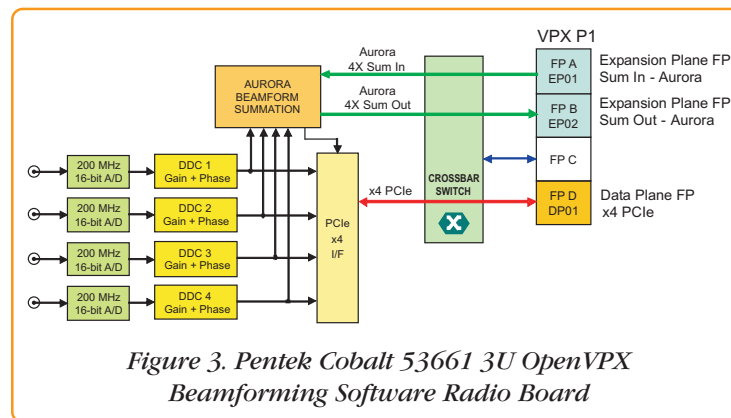 VPX P1
Aurora
4X Sum In
FP A
EP01
Expansion Plane FP
Sum In - Aurora
AURORA
BEAMFORM
SUMMATION
Aurora
4X Sum Out
FP B
EP02
Expansion Plane FP
Sum Out - Aurora
FP C
200 MHz
16-bit A/D
DDC 1
Gain + Phase
x4 PCIe
CROSSBAR
SWITCH
FP D
DP01
Data Plane FP
x4 PCIe
200 MHz
16-bit A/D
DDC 2
Gain + Phase
PCIe
x4
I/F
200 MHz
16-bit A/D
DDC 3
Gain + Phase
200 MHz
16-bit A/D
DDC 4
Gain + Phase
Figure 3. Pentek Cobalt 53661 3U OpenVPX
Beamforming Software Radio Board